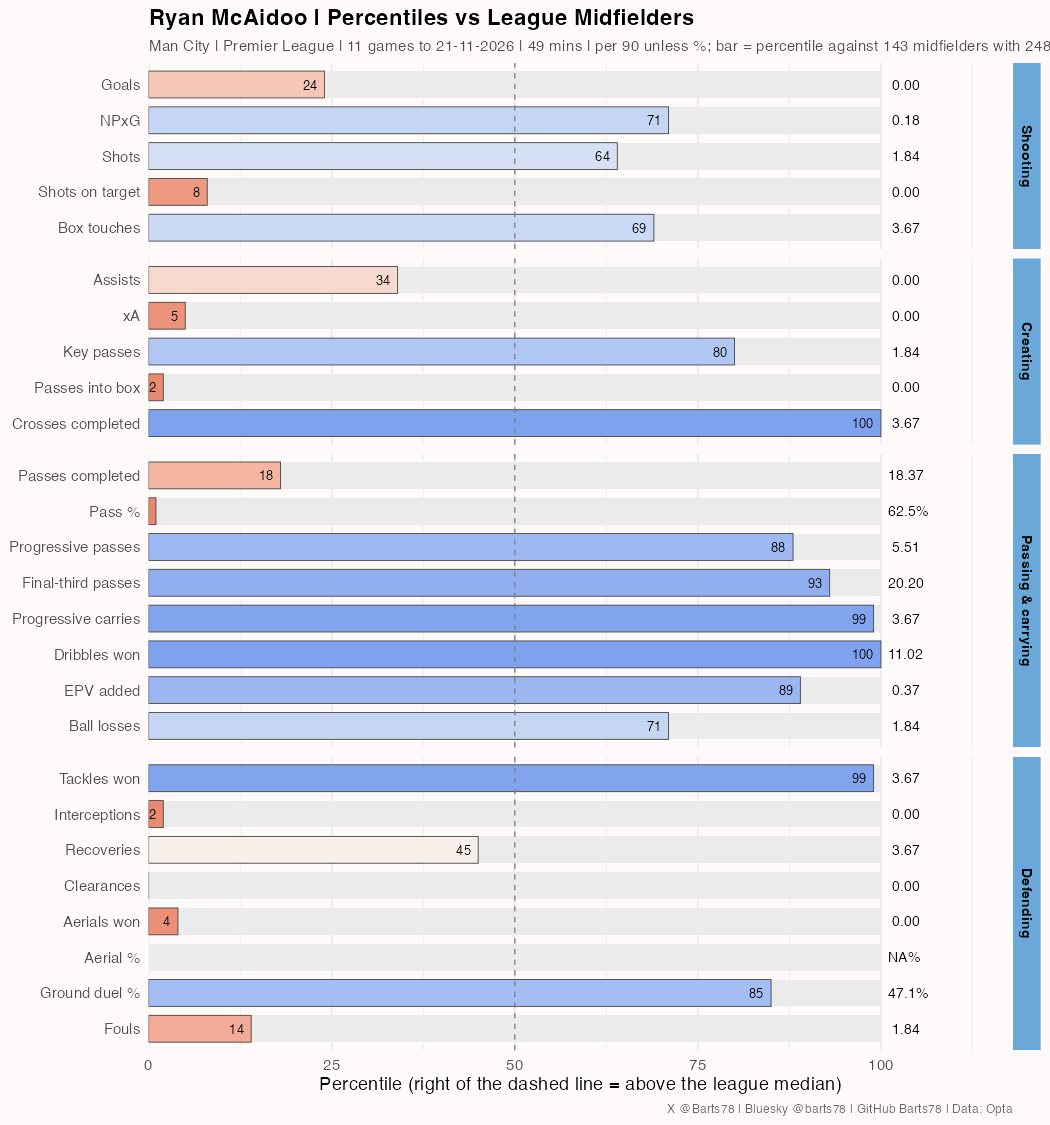 Ryan McAidoo | Percentiles vs League Midfielders
Man City | Premier League | 11 games to 21-11-2026 | 49 mins | per 90 unless %; bar = percentile against 143 midfielders with 248
Goals 24 0.00
NPxG 71 0.18
Shots 64 1.84
Shots on target 8 0.00
Box touches 69 3.67
Shooting
Assists 34 0.00
xA 5 0.00
Key passes 80 1.84
Passes into box 2 0.00
Crosses completed 100 3.67
Creating
Passes completed 18 18.37
Pass % 62.5%
Progressive passes 88 5.51
Final-third passes 93 20.20
Progressive carries 99 3.67
Dribbles won 100 11.02
EPV added 89 0.37
Ball losses 71 1.84
Passing & carrying
Tackles won 99 3.67
Interceptions 2 0.00
Recoveries 45 3.67
Clearances 0.00
Aerials won 4 0.00
Aerial % NA%
Ground duel % 85 47.1%
Fouls 14 1.84
Defending
0 25 50 75 100
Percentile (right of the dashed line = above the league median)
X @Barts78 | Bluesky @barts78 | GitHub Barts78 | Data: Opta